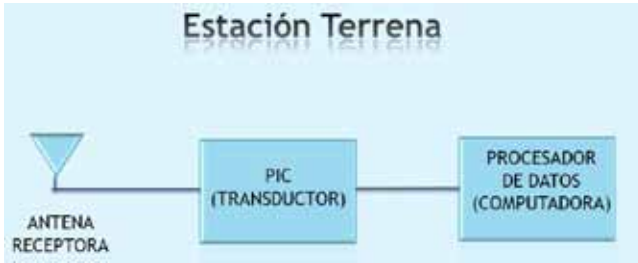 Estación Terrena
PIC
(TRANSDUCTOR)
PROCESADOR
DE DATOS
(COMPUTADORA)
ANTENA
RECEPTORA